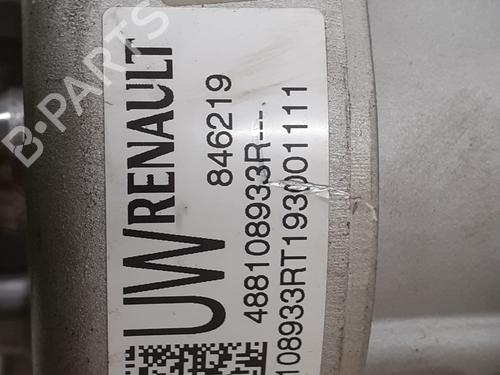 B-PARTS
UW
RENAULT
846219
488108933R---
108933RT193001111